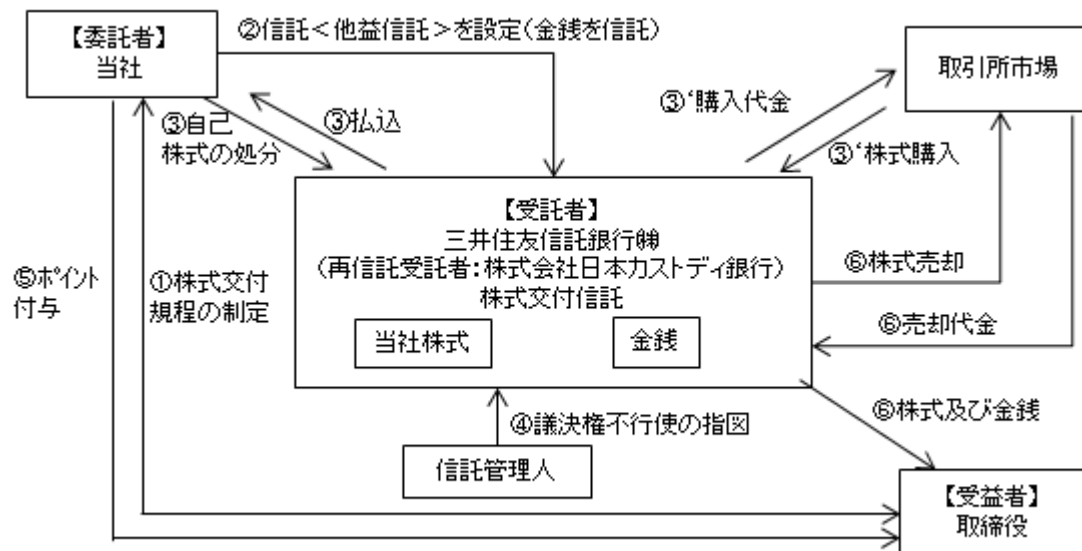 【委託者】
当社
②信託＜他益信託＞を設定(金銭を信託)
取引所市場
③自己
株式の処分
③払込
③‘購入代金
③‘株式購入
【受託者】
三井住友信託銀行㈱
(再信託受託者:株式会社日本カストディ銀行)
株式交付信託
当社株式
金銭
⑤ポイント
付与
①株式交付
規程の制定
⑥株式売却
⑥売却代金
④議決権不行使の指図
信託管理人
⑥株式及び金銭
【受益者】
取締役